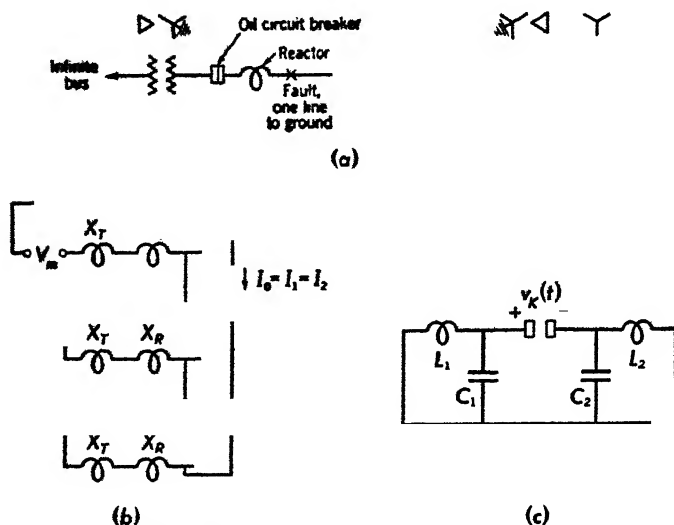 Oil circuit breaker
Reactor
Infinite
bus
Fault,
one line
to ground
(a)
X_T
V_m
I_0 = I_1 = I_2
X_T X_R
X_T X_R
(b)
v_K(t)
+ −
L_1 L_2
C_1 C_2
(c)